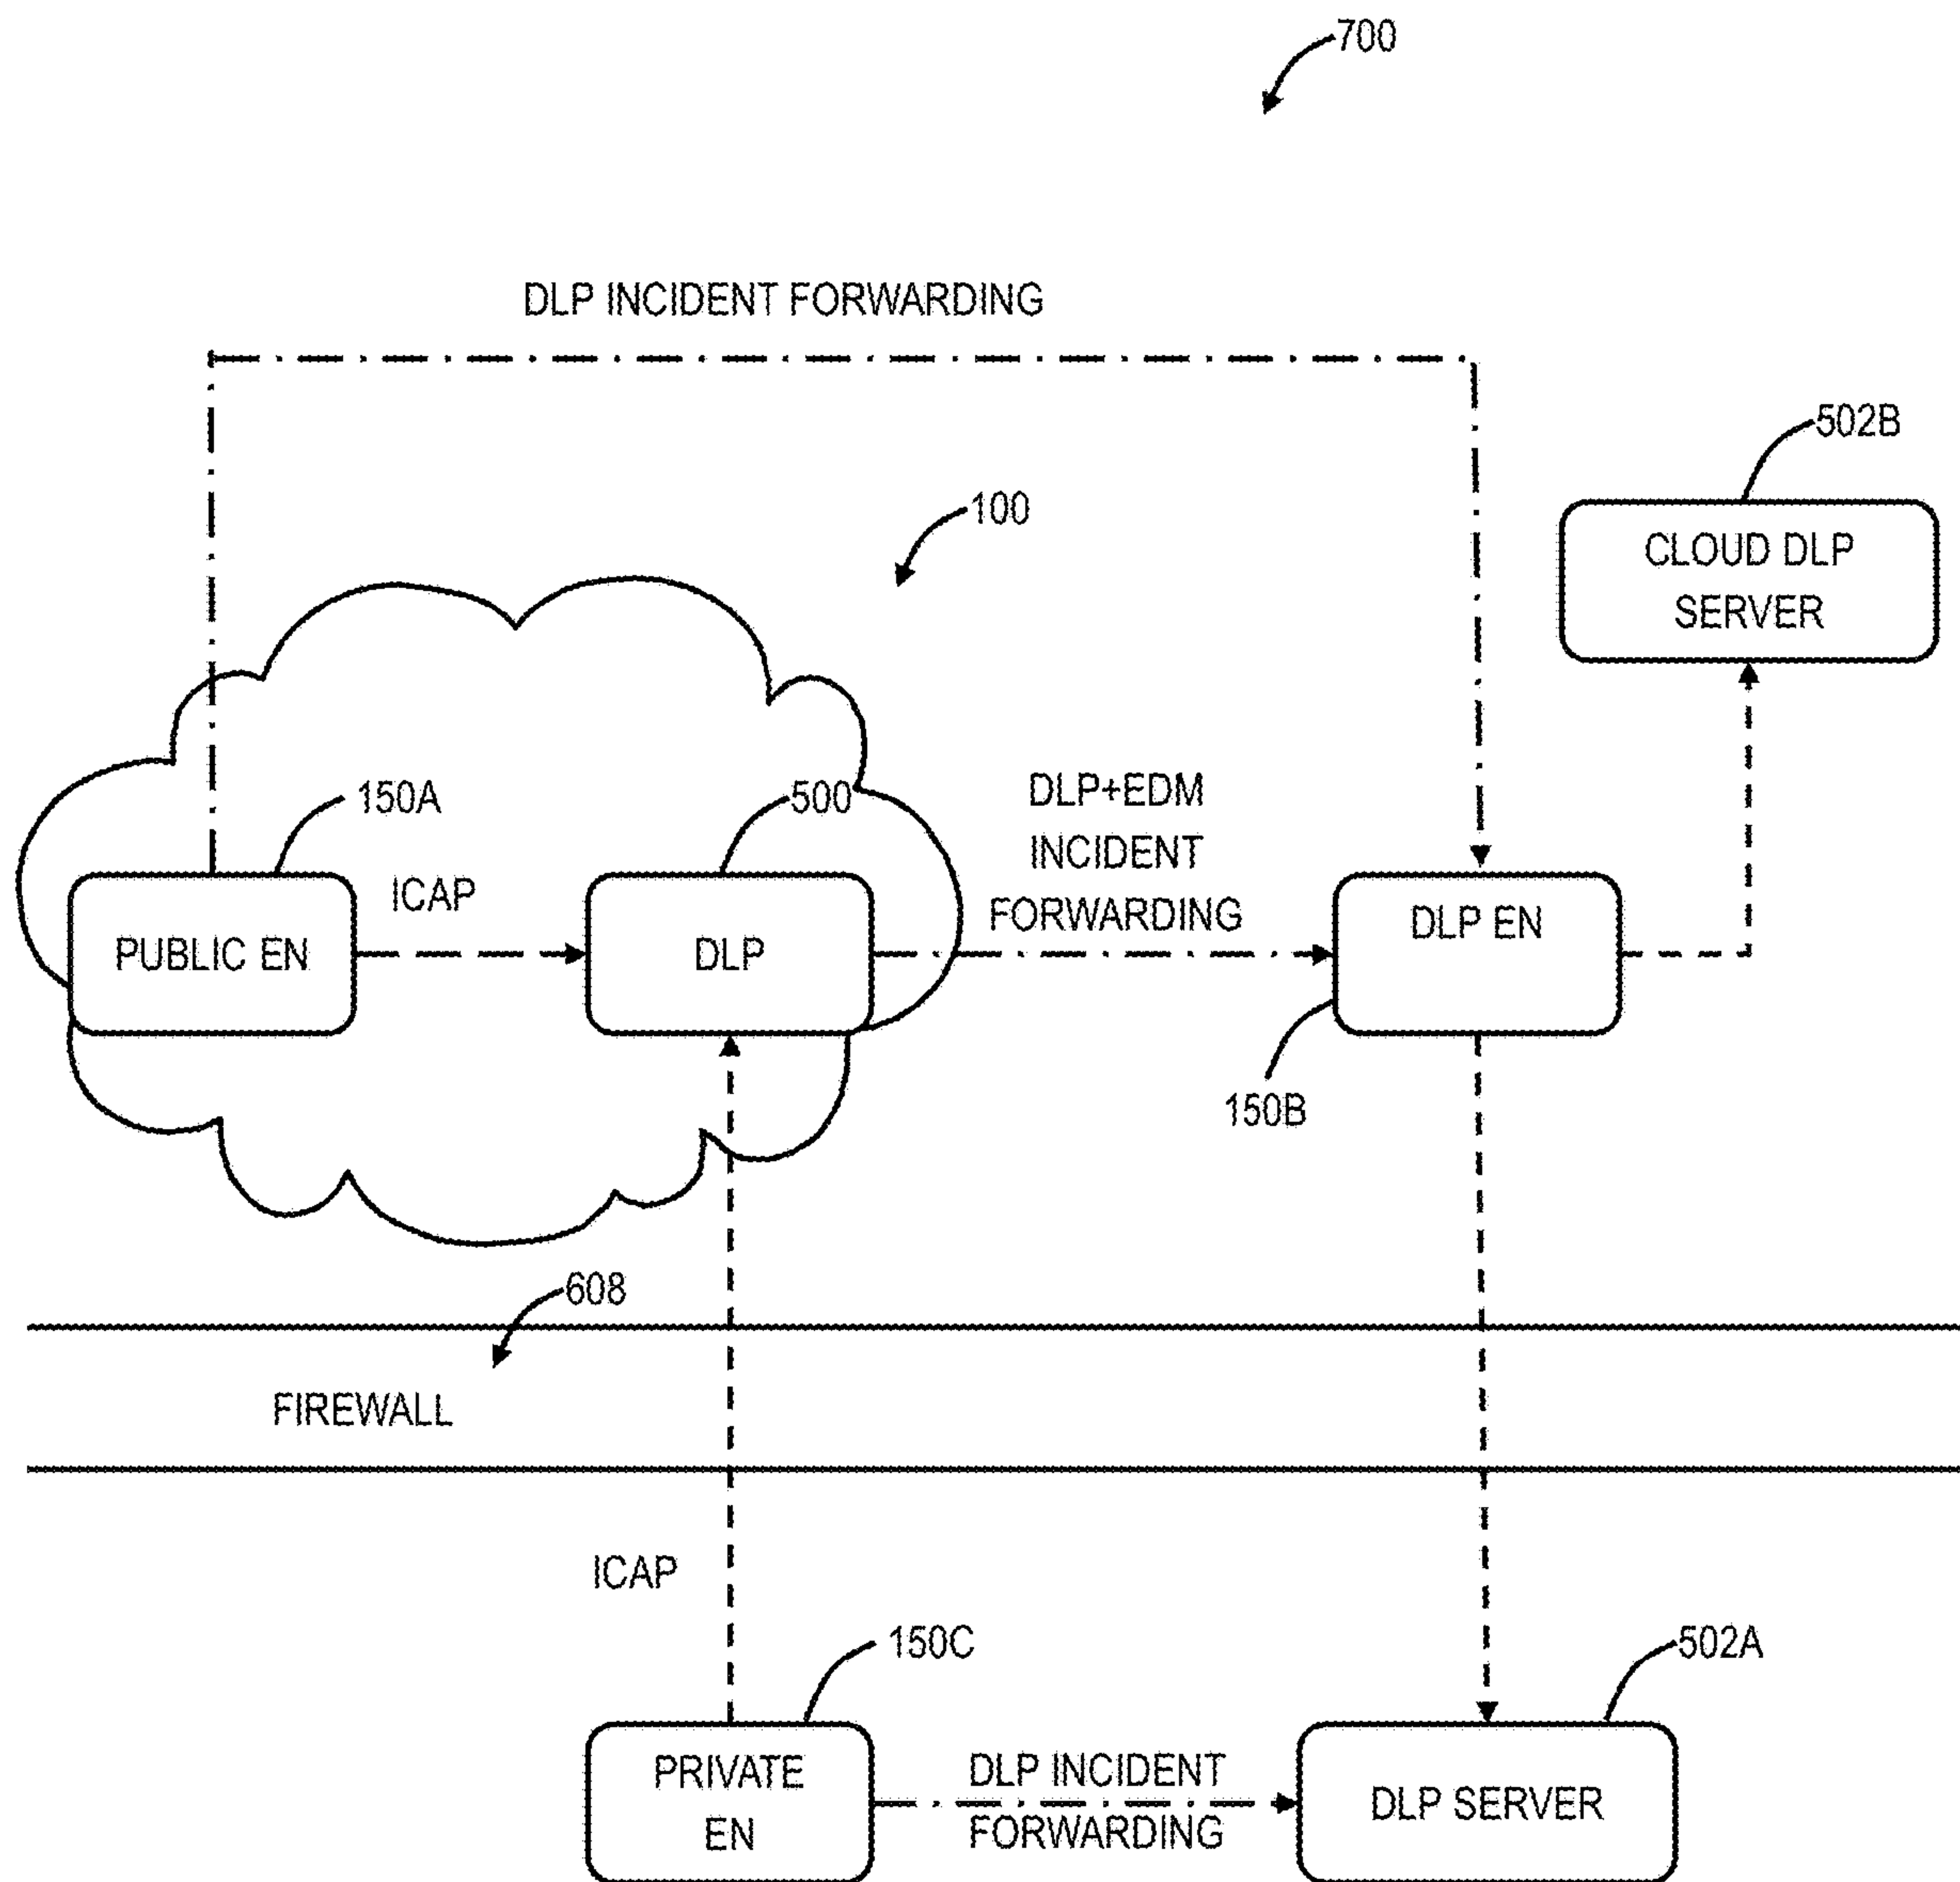 700
DLP INCIDENT FORWARDING
502B
100
CLOUD DLP
SERVER
150A
500
DLP+EDM
INCIDENT
FORWARDING
ICAP
PUBLIC EN
DLP
DLP EN
150B
608
FIREWALL
ICAP
150C
502A
PRIVATE
EN
DLP INCIDENT
FORWARDING
DLP SERVER